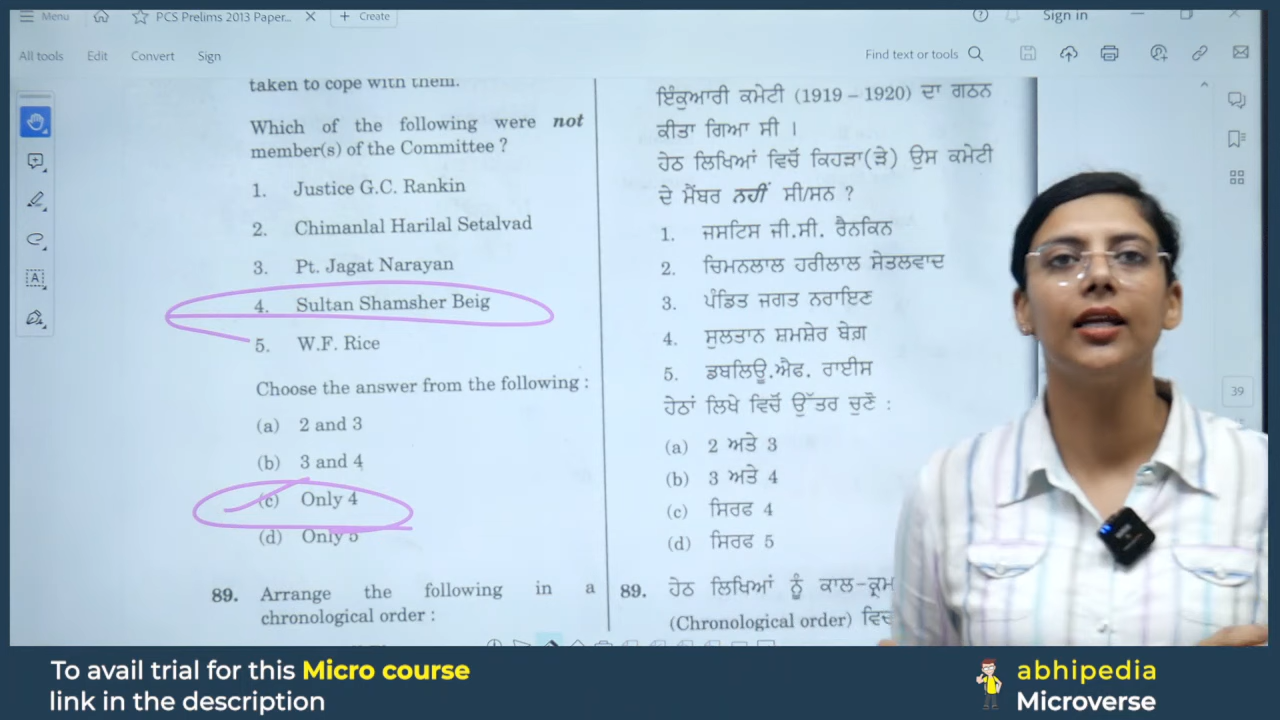 Menu
PCS Prelims 2013 Paper...
Create
Sign in
All tools
Edit
Convert
Sign
Find text or tools
taken to cope with them.
Which of the following were not
member(s) of the Committee ?
1. Justice G.C. Rankin
2. Chimanlal Harilal Setalvad
3. Pt. Jagat Narayan
4. Sultan Shamsher Beig
5. W.F. Rice
Choose the answer from the following :
(a) 2 and 3
(b) 3 and 4
(c) Only 4
(d) Only 5
89. Arrange the following in a
chronological order :
ਇੰਕੁਆਰੀ ਕਮੇਟੀ (1919 – 1920) ਦਾ ਗਠਨ
ਕੀਤਾ ਗਿਆ ਸੀ ।
ਹੇਠ ਲਿਖਿਆਂ ਵਿਚੋਂ ਕਿਹੜਾ(ੜੇ) ਉਸ ਕਮੇਟੀ
ਦੇ ਮੈਂਬਰ ਨਹੀਂ ਸੀ/ਸਨ ?
1. ਜਸਟਿਸ ਜੀ.ਸੀ. ਰੈਨਕਿਨ
2. ਚਿਮਨਲਾਲ ਹਰੀਲਾਲ ਸੇਤਲਵਾਦ
3. ਪੰਡਿਤ ਜਗਤ ਨਰਾਇਣ
4. ਸੁਲਤਾਨ ਸ਼ਮਸ਼ੇਰ ਬੇਗ਼
5. ਡਬਲਿਊ.ਐਫ. ਰਾਈਸ
ਹੇਠਾਂ ਲਿਖੇ ਵਿਚੋਂ ਉੱਤਰ ਚੁਣੋ :
(a) 2 ਅਤੇ 3
(b) 3 ਅਤੇ 4
(c) ਸਿਰਫ 4
(d) ਸਿਰਫ 5
89. ਹੇਠ ਲਿਖਿਆਂ ਨੂੰ ਕਾਲ-ਕ੍ਰਮ
(Chronological order)
39
To avail trial for this Micro course
link in the description
abhipedia
Microverse